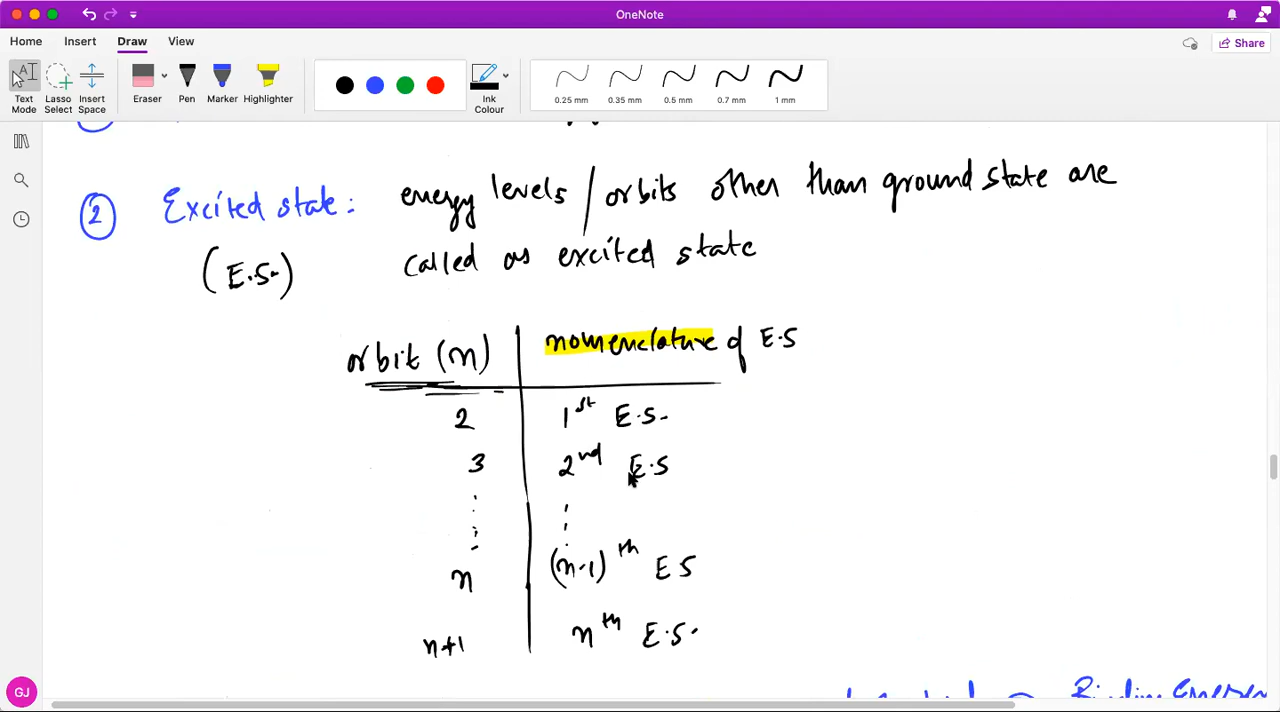 OneNote
Home Insert Draw View
Share
Text Mode
Lasso Select
Insert Space
Eraser
Pen
Marker
Highlighter
Ink Colour
0.25 mm 0.35 mm 0.5 mm 0.7 mm 1 mm
2 Excited state: energy levels / orbits other than ground state are
(E.S.) called as excited state
orbit (n) nomenclature of E.S
2 1st E.S.
3 2nd E.S
n (n-1)th E S
n+1 nth E.S.
GJ